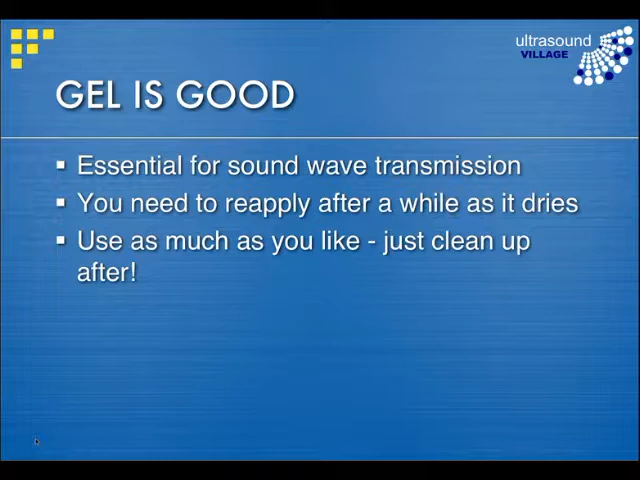 ultrasound
VILLAGE
GEL IS GOOD
▪ Essential for sound wave transmission
▪ You need to reapply after a while as it dries
▪ Use as much as you like - just clean up
after!